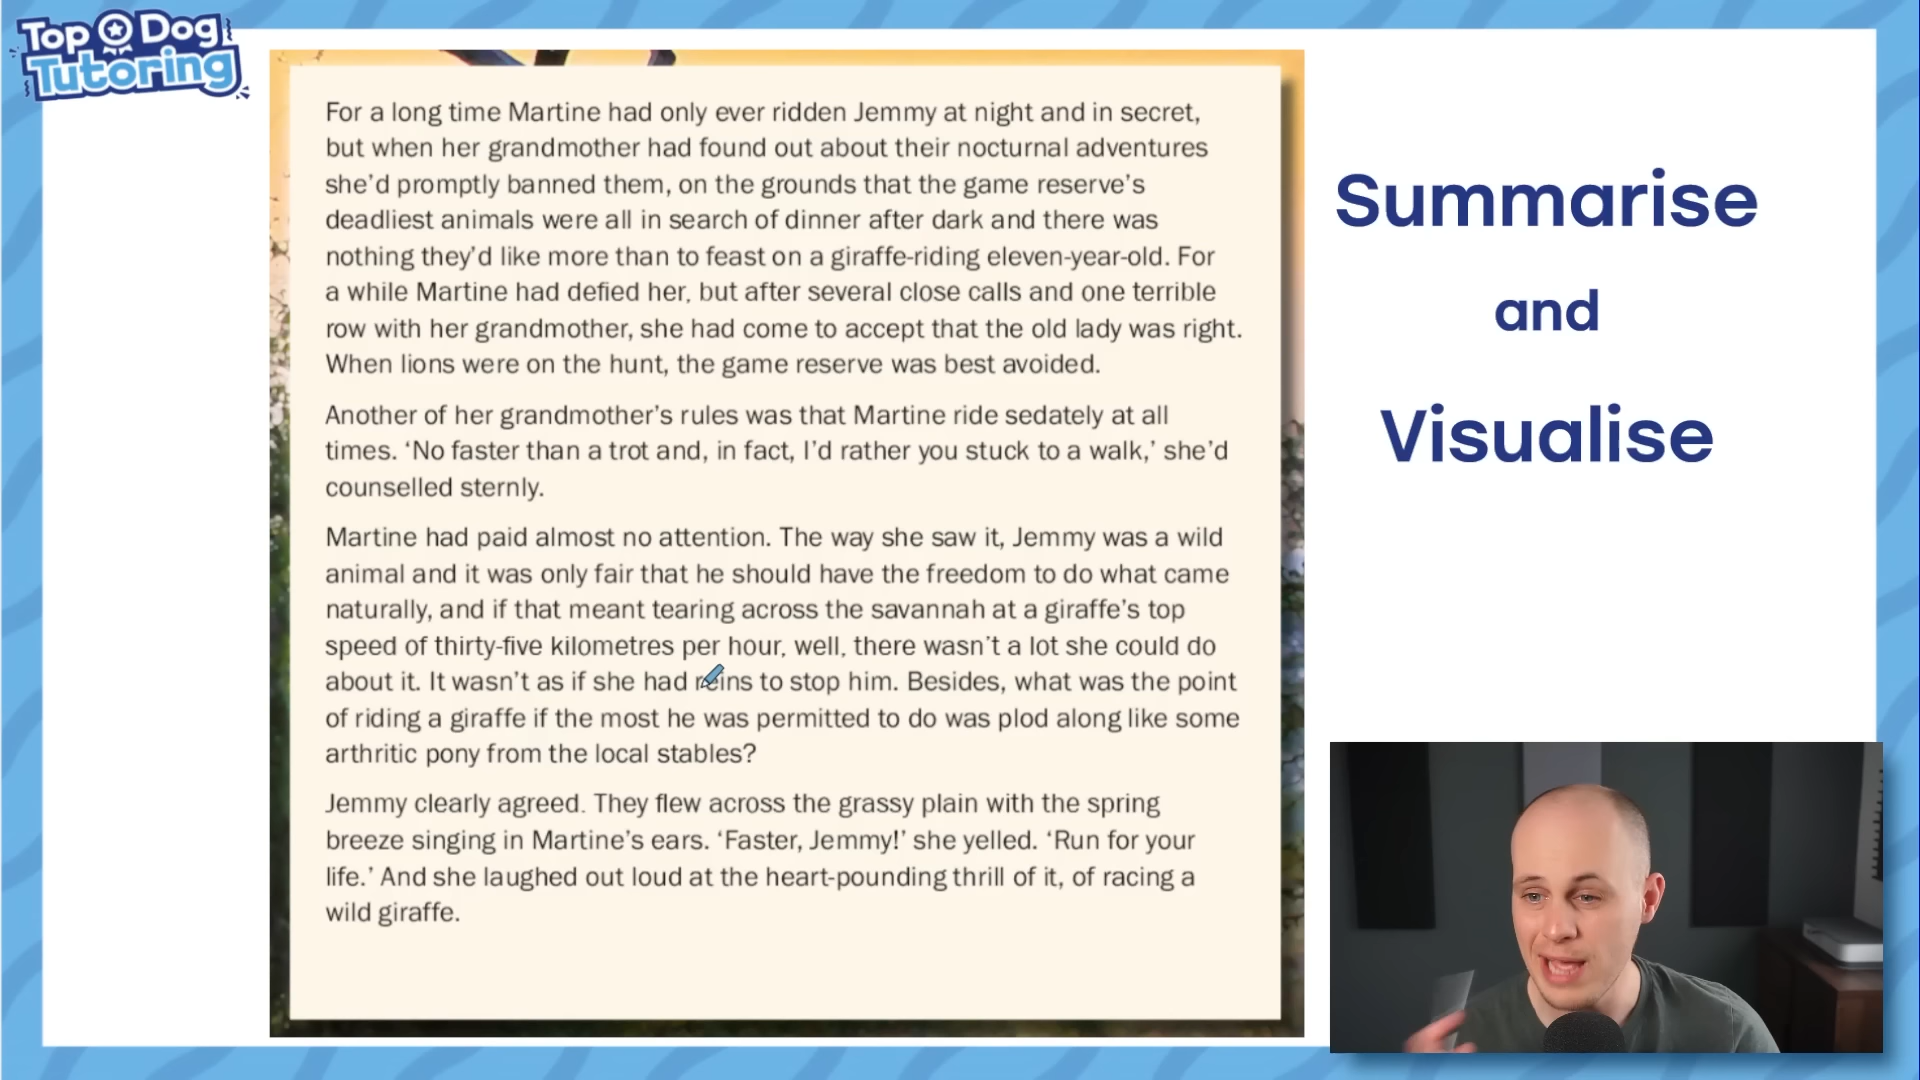 Top Dog
Tutoring
For a long time Martine had only ever ridden Jemmy at night and in secret,
but when her grandmother had found out about their nocturnal adventures
she’d promptly banned them, on the grounds that the game reserve’s
deadliest animals were all in search of dinner after dark and there was
nothing they’d like more than to feast on a giraffe-riding eleven-year-old. For
a while Martine had defied her, but after several close calls and one terrible
row with her grandmother, she had come to accept that the old lady was right.
When lions were on the hunt, the game reserve was best avoided.
Another of her grandmother’s rules was that Martine ride sedately at all
times. ‘No faster than a trot and, in fact, I’d rather you stuck to a walk,’ she’d
counselled sternly.
Martine had paid almost no attention. The way she saw it, Jemmy was a wild
animal and it was only fair that he should have the freedom to do what came
naturally, and if that meant tearing across the savannah at a giraffe’s top
speed of thirty-five kilometres per hour, well, there wasn’t a lot she could do
about it. It wasn’t as if she had reins to stop him. Besides, what was the point
of riding a giraffe if the most he was permitted to do was plod along like some
arthritic pony from the local stables?
Jemmy clearly agreed. They flew across the grassy plain with the spring
breeze singing in Martine’s ears. ‘Faster, Jemmy!’ she yelled. ‘Run for your
life.’ And she laughed out loud at the heart-pounding thrill of it, of racing a
wild giraffe.
Summarise
and
Visualise